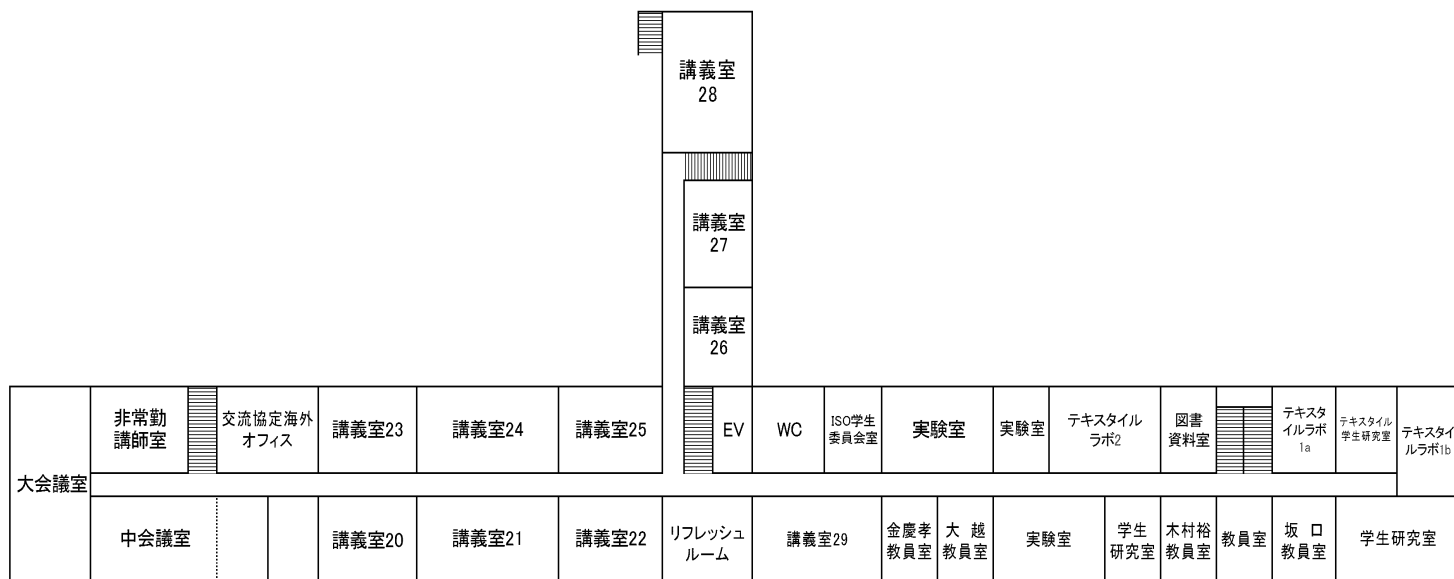 講義室
28
講義室
27
講義室
26
非常勤
講師室
交流協定海外
オフィス
講義室23
講義室24
講義室25
EV
WC
ISO学生
委員会室
実験室
実験室
テキスタイル
ラボ2
図書
資料室
テキスタ
イルラボ
1a
テキスタイル
学生研究室
テキスタイ
ルラボ1b
大会議室
中会議室
講義室20
講義室21
講義室22
リフレッシュ
ルーム
講義室29
金慶孝
教員室
大 越
教員室
実験室
学生
研究室
木村裕
教員室
教員室
坂 口
教員室
学生研究室